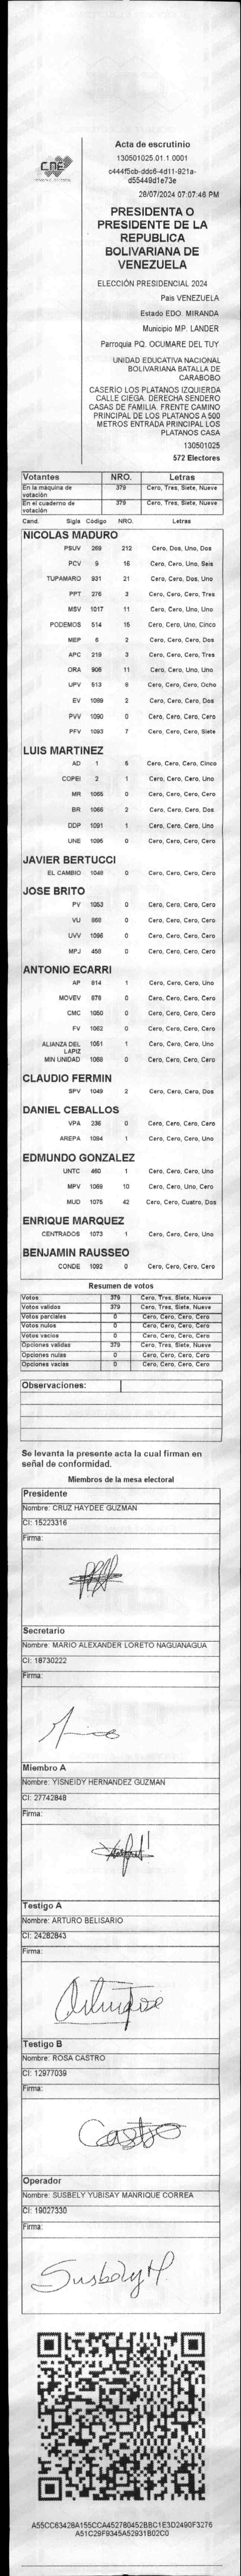 CNE
Acta de escrutinio
130501025.01.1.0001
c444f5cb-ddc6-4d11-921a-
d55449d1e73e
28/07/2024 07:07:46 PM
PRESIDENTA O
PRESIDENTE DE LA
REPUBLICA
BOLIVARIANA DE
VENEZUELA
ELECCIÓN PRESIDENCIAL 2024
Pais VENEZUELA
Estado EDO. MIRANDA
Municipio MP. LANDER
Parroquia PQ. OCUMARE DEL TUY
UNIDAD EDUCATIVA NACIONAL
BOLIVARIANA BATALLA DE
CARABOBO
CASERIO LOS PLATANOS IZQUIERDA
CALLE CIEGA. DERECHA SENDERO
CASAS DE FAMILIA. FRENTE CAMINO
PRINCIPAL DE LOS PLATANOS A 500
METROS ENTRADA PRINCIPAL LOS
PLATANOS CASA
130501025
572 Electores
Votantes NRO. Letras
En la máquina de votación 379 Cero, Tres, Siete, Nueve
En el cuaderno de votación 379 Cero, Tres, Siete, Nueve
Cand. Sigla Código NRO. Letras
NICOLAS MADURO
PSUV 269 212 Cero, Dos, Uno, Dos
PCV 9 16 Cero, Cero, Uno, Seis
TUPAMARO 931 21 Cero, Cero, Dos, Uno
PPT 276 3 Cero, Cero, Cero, Tres
MSV 1017 11 Cero, Cero, Uno, Uno
PODEMOS 514 15 Cero, Cero, Uno, Cinco
MEP 6 2 Cero, Cero, Cero, Dos
APC 219 3 Cero, Cero, Cero, Tres
ORA 906 11 Cero, Cero, Uno, Uno
UPV 513 8 Cero, Cero, Cero, Ocho
EV 1089 2 Cero, Cero, Cero, Dos
PVV 1090 0 Cero, Cero, Cero, Cero
PFV 1093 7 Cero, Cero, Cero, Siete
LUIS MARTINEZ
AD 1 5 Cero, Cero, Cero, Cinco
COPEI 2 1 Cero, Cero, Cero, Uno
MR 1055 0 Cero, Cero, Cero, Cero
BR 1066 2 Cero, Cero, Cero, Dos
DDP 1091 1 Cero, Cero, Cero, Uno
UNE 1095 0 Cero, Cero, Cero, Cero
JAVIER BERTUCCI
EL CAMBIO 1048 0 Cero, Cero, Cero, Cero
JOSE BRITO
PV 1053 0 Cero, Cero, Cero, Cero
VU 868 0 Cero, Cero, Cero, Cero
UVV 1096 0 Cero, Cero, Cero, Cero
MPJ 458 0 Cero, Cero, Cero, Cero
ANTONIO ECARRI
AP 814 1 Cero, Cero, Cero, Uno
MOVEV 876 0 Cero, Cero, Cero, Cero
CMC 1050 0 Cero, Cero, Cero, Cero
FV 1062 0 Cero, Cero, Cero, Cero
ALIANZA DEL LAPIZ 1051 1 Cero, Cero, Cero, Uno
MIN UNIDAD 1068 0 Cero, Cero, Cero, Cero
CLAUDIO FERMIN
SPV 1049 2 Cero, Cero, Cero, Dos
DANIEL CEBALLOS
VPA 236 0 Cero, Cero, Cero, Cero
AREPA 1094 1 Cero, Cero, Cero, Uno
EDMUNDO GONZALEZ
UNTC 460 1 Cero, Cero, Cero, Uno
MPV 1069 10 Cero, Cero, Uno, Cero
MUD 1075 42 Cero, Cero, Cuatro, Dos
ENRIQUE MARQUEZ
CENTRADOS 1073 1 Cero, Cero, Cero, Uno
BENJAMIN RAUSSEO
CONDE 1092 0 Cero, Cero, Cero, Cero
Resumen de votos
Votos 379 Cero, Tres, Siete, Nueve
Votos validos 379 Cero, Tres, Siete, Nueve
Votos parciales 0 Cero, Cero, Cero, Cero
Votos nulos 0 Cero, Cero, Cero, Cero
Votos vacios 0 Cero, Cero, Cero, Cero
Opciones validas 379 Cero, Tres, Siete, Nueve
Opciones nulas 0 Cero, Cero, Cero, Cero
Opciones vacias 0 Cero, Cero, Cero, Cero
Observaciones:
Se levanta la presente acta la cual firman en
señal de conformidad.
Miembros de la mesa electoral
Presidente
Nombre: CRUZ HAYDEE GUZMAN
CI: 15223316
Firma:
Secretario
Nombre: MARIO ALEXANDER LORETO NAGUANAGUA
CI: 18730222
Firma:
Miembro A
Nombre: YISNEIDY HERNANDEZ GUZMAN
CI: 27742848
Firma:
Testigo A
Nombre: ARTURO BELISARIO
CI: 24282843
Firma:
Testigo B
Nombre: ROSA CASTRO
CI: 12977039
Firma:
Castro
Operador
Nombre: SUSBELY YUBISAY MANRIQUE CORREA
CI: 19027330
Firma:
Susbely M.
A55CC63428A155CCA452780452BBC1E3D2490F3276
A51C29F9345A52931B02C0